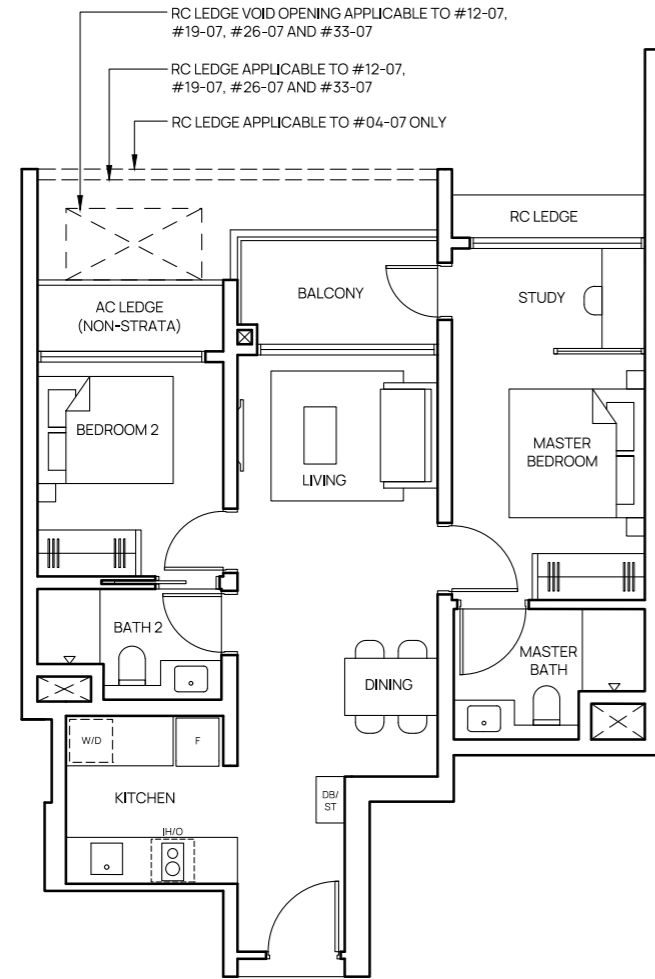 RC LEDGE VOID OPENING APPLICABLE TO #12-07,
#19-07, #26-07 AND #33-07
RC LEDGE APPLICABLE TO #12-07,
#19-07, #26-07 AND #33-07
RC LEDGE APPLICABLE TO #04-07 ONLY
RC LEDGE
BALCONY
STUDY
AC LEDGE
(NON-STRATA)
BEDROOM 2
LIVING
MASTER
BEDROOM
BATH 2
DINING
MASTER
BATH
W/D
F
KITCHEN
DB/
ST
IH/O